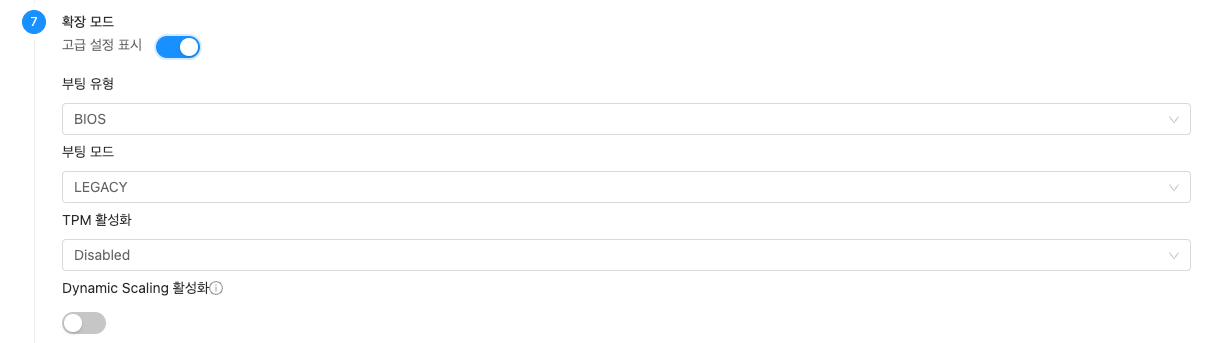 7
확장 모드
고급 설정 표시
부팅 유형
BIOS
부팅 모드
LEGACY
TPM 활성화
Disabled
Dynamic Scaling 활성화